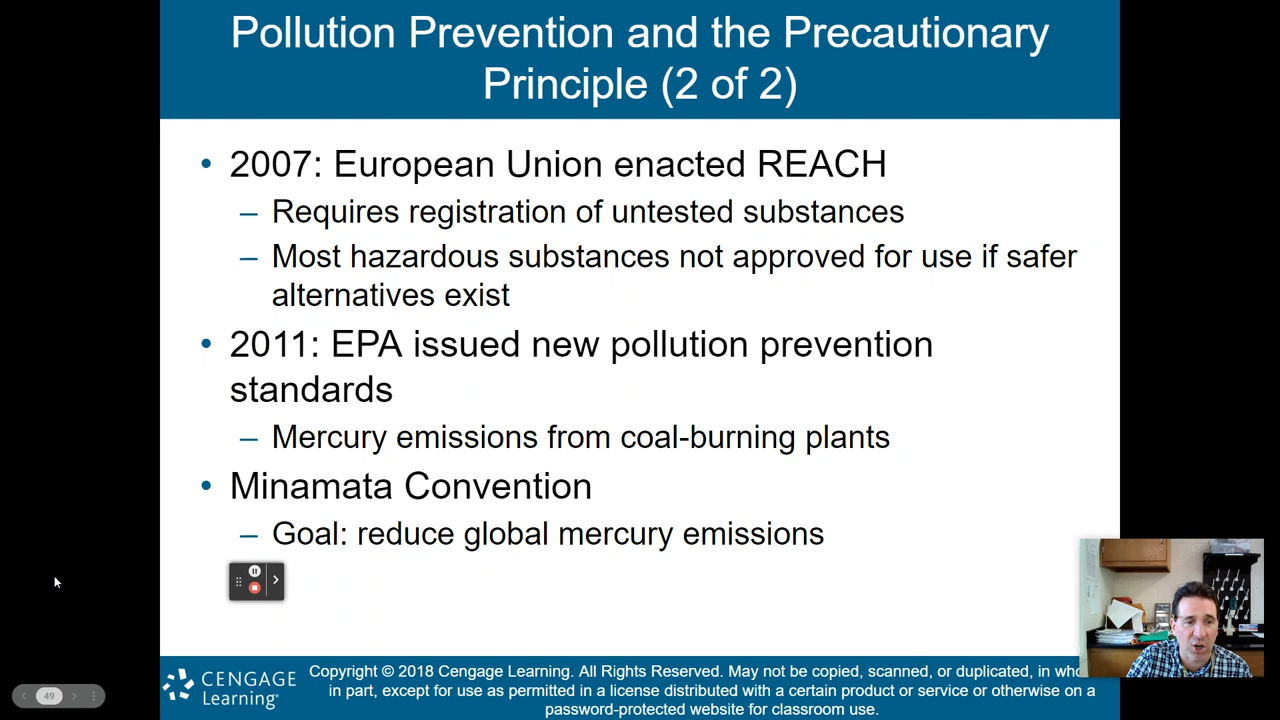 Pollution Prevention and the Precautionary
Principle (2 of 2)
• 2007: European Union enacted REACH
– Requires registration of untested substances
– Most hazardous substances not approved for use if safer
alternatives exist
• 2011: EPA issued new pollution prevention
standards
– Mercury emissions from coal-burning plants
• Minamata Convention
– Goal: reduce global mercury emissions
CENGAGE
Learning
Copyright © 2018 Cengage Learning. All Rights Reserved. May not be copied, scanned, or duplicated, in
in part, except for use as permitted in a license distributed with a certain product or service or otherwise on a
password-protected website for classroom use.
49